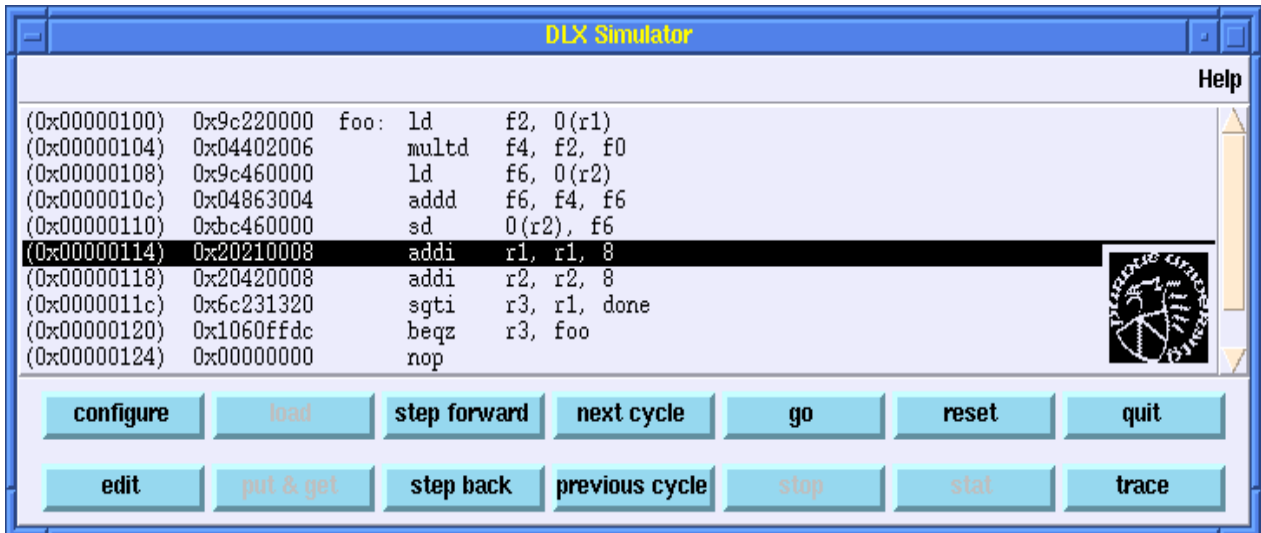 DLX Simulator
Help
(0x00000100) 0x9c220000 foo: ld f2, 0(r1)
(0x00000104) 0x04402006 multd f4, f2, f0
(0x00000108) 0x9c460000 ld f6, 0(r2)
(0x0000010c) 0x04863004 addd f6, f4, f6
(0x00000110) 0xbc460000 sd 0(r2), f6
(0x00000114) 0x20210008 addi r1, r1, 8
(0x00000118) 0x20420008 addi r2, r2, 8
(0x0000011c) 0x6c231320 sgti r3, r1, done
(0x00000120) 0x1060ffdc beqz r3, foo
(0x00000124) 0x00000000 nop
configure load step forward next cycle go reset quit
edit put & get step back previous cycle stop stat trace